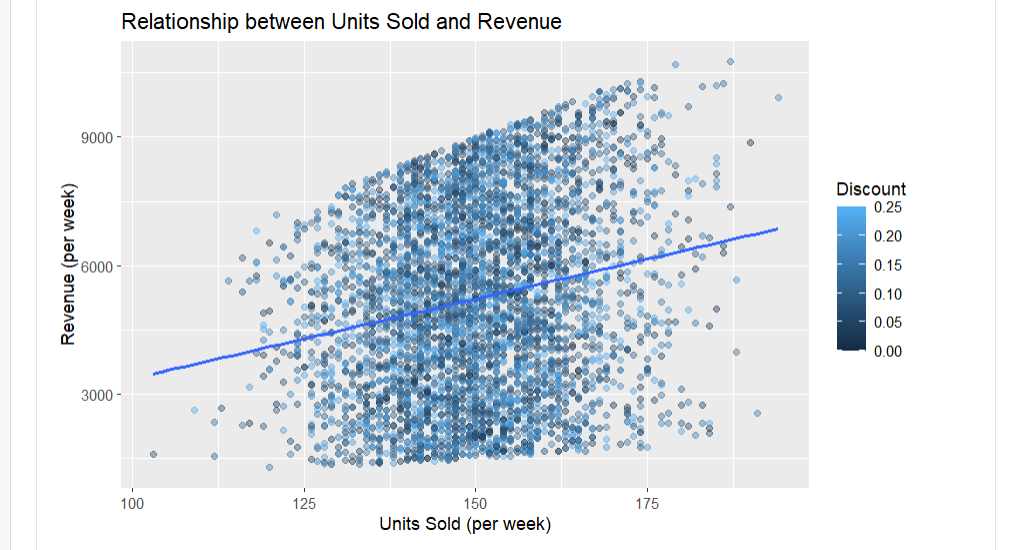 Relationship between Units Sold and Revenue
9000
6000
3000
Revenue (per week)
100 125 150 175
Units Sold (per week)
Discount
0.25
0.20
0.15
0.10
0.05
0.00